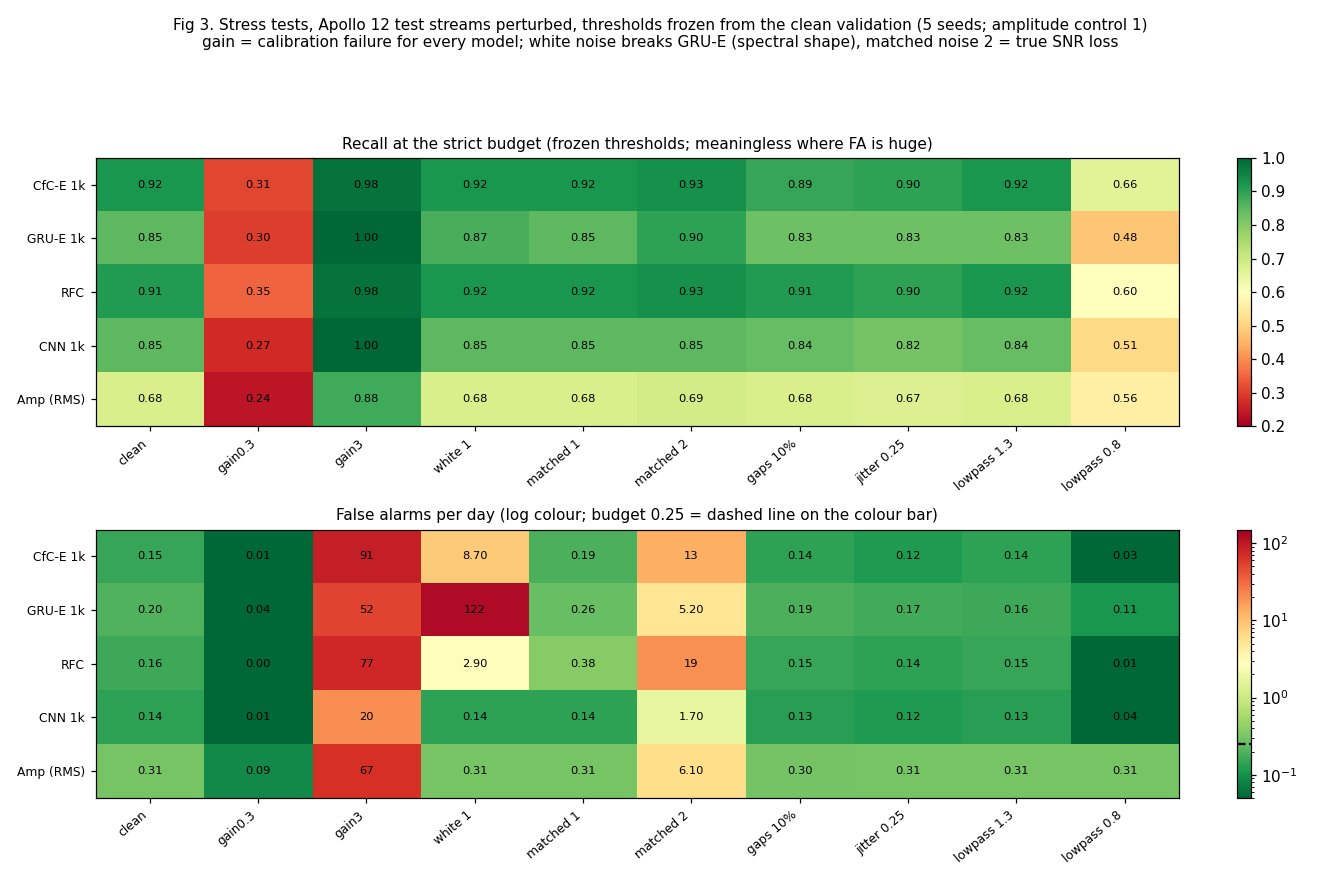 Fig 3. Stress tests, Apollo 12 test streams perturbed, thresholds frozen from the clean validation (5 seeds; amplitude control 1)
gain = calibration failure for every model; white noise breaks GRU-E (spectral shape), matched noise 2 = true SNR loss
Recall at the strict budget (frozen thresholds; meaningless where FA is huge)
CfC-E 1k 0.92 0.31 0.98 0.92 0.92 0.93 0.89 0.90 0.92 0.66
GRU-E 1k 0.85 0.30 1.00 0.87 0.85 0.90 0.83 0.83 0.83 0.48
RFC 0.91 0.35 0.98 0.92 0.92 0.93 0.91 0.90 0.92 0.60
CNN 1k 0.85 0.27 1.00 0.85 0.85 0.85 0.84 0.82 0.84 0.51
Amp (RMS) 0.68 0.24 0.88 0.68 0.68 0.69 0.68 0.67 0.68 0.56
clean gain0.3 gain3 white 1 matched 1 matched 2 gaps 10% jitter 0.25 lowpass 1.3 lowpass 0.8
1.0
0.9
0.8
0.7
0.6
0.5
0.4
0.3
0.2
False alarms per day (log colour; budget 0.25 = dashed line on the colour bar)
CfC-E 1k 0.15 0.01 91 8.70 0.19 13 0.14 0.12 0.14 0.03
GRU-E 1k 0.20 0.04 52 122 0.26 5.20 0.19 0.17 0.16 0.11
RFC 0.16 0.00 77 2.90 0.38 19 0.15 0.14 0.15 0.01
CNN 1k 0.14 0.01 20 0.14 0.14 1.70 0.13 0.12 0.13 0.04
Amp (RMS) 0.31 0.09 67 0.31 0.31 6.10 0.30 0.31 0.31 0.31
clean gain0.3 gain3 white 1 matched 1 matched 2 gaps 10% jitter 0.25 lowpass 1.3 lowpass 0.8
10²
10¹
10⁰
10⁻¹